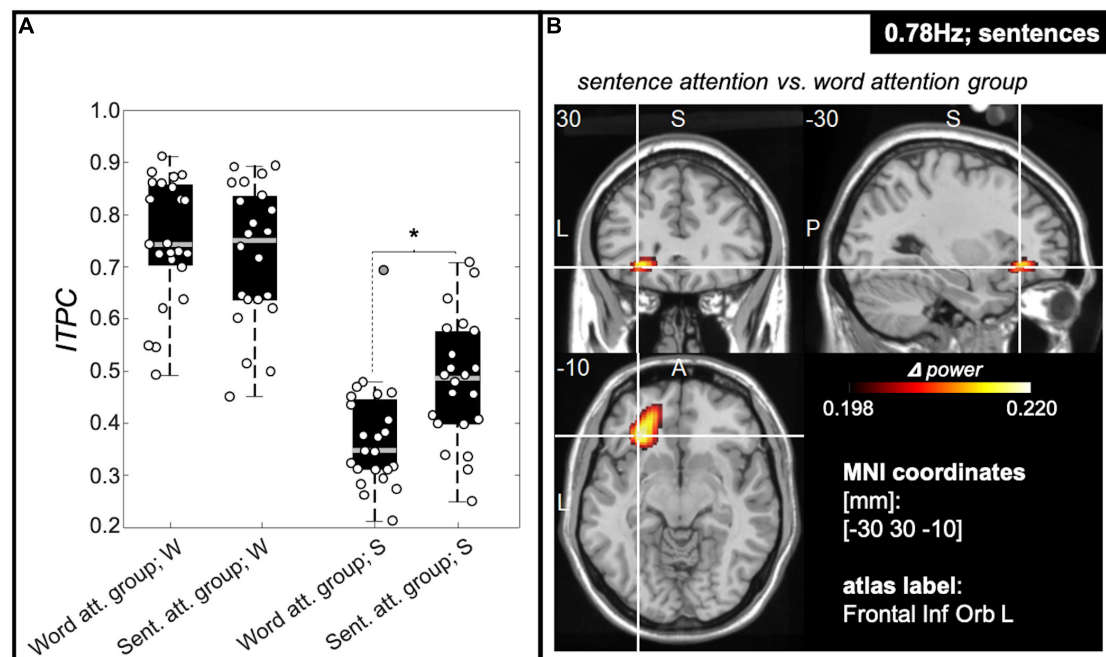 A
ITPC
1.0
0.9
0.8
0.7
0.6
0.5
0.4
0.3
0.2
*
Word att. group; W
Sent. att. group; W
Word att. group; S
Sent. att. group; S
B
0.78Hz; sentences
sentence attention vs. word attention group
30
S
L
-30
S
P
-10
A
L
Δ power
0.198
0.220
MNI coordinates
[mm]:
[-30 30 -10]
atlas label:
Frontal Inf Orb L